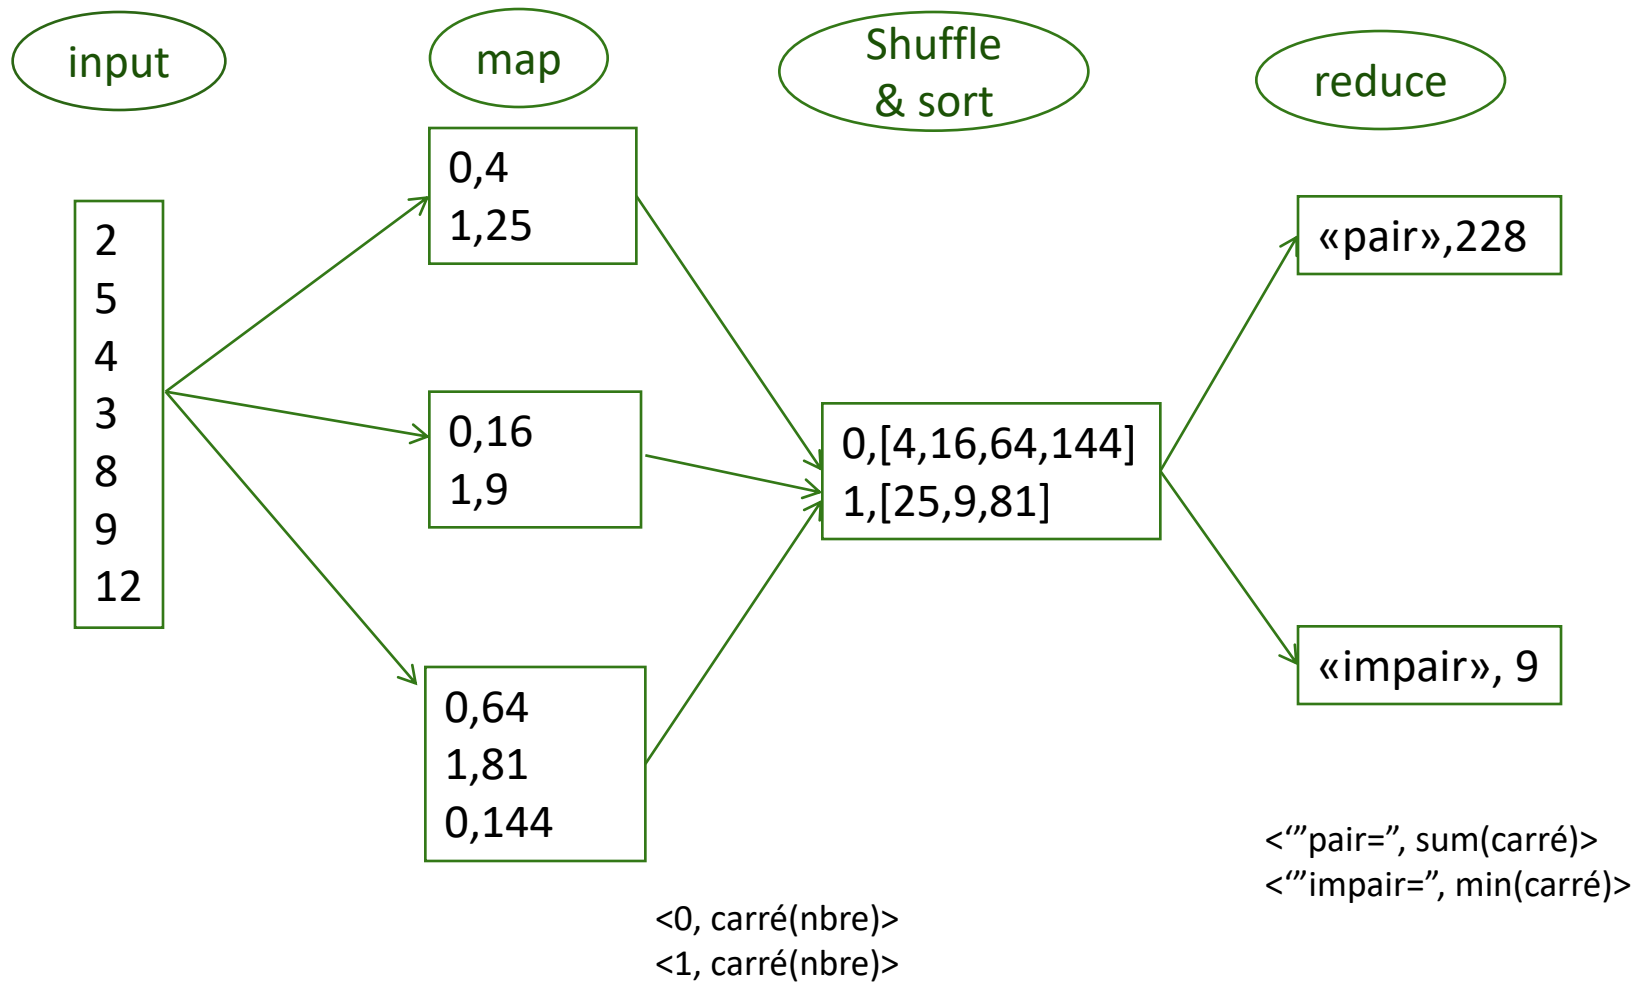 input
map
Shuffle
& sort
reduce
2
5
4
3
8
9
12
0,4
1,25
0,16
1,9
0,64
1,81
0,144
0,[4,16,64,144]
1,[25,9,81]
«pair»,228
«impair», 9
<0, carré(nbre)>
<1, carré(nbre)>
<‘”pair=”, sum(carré)>
<‘”impair=”, min(carré)>